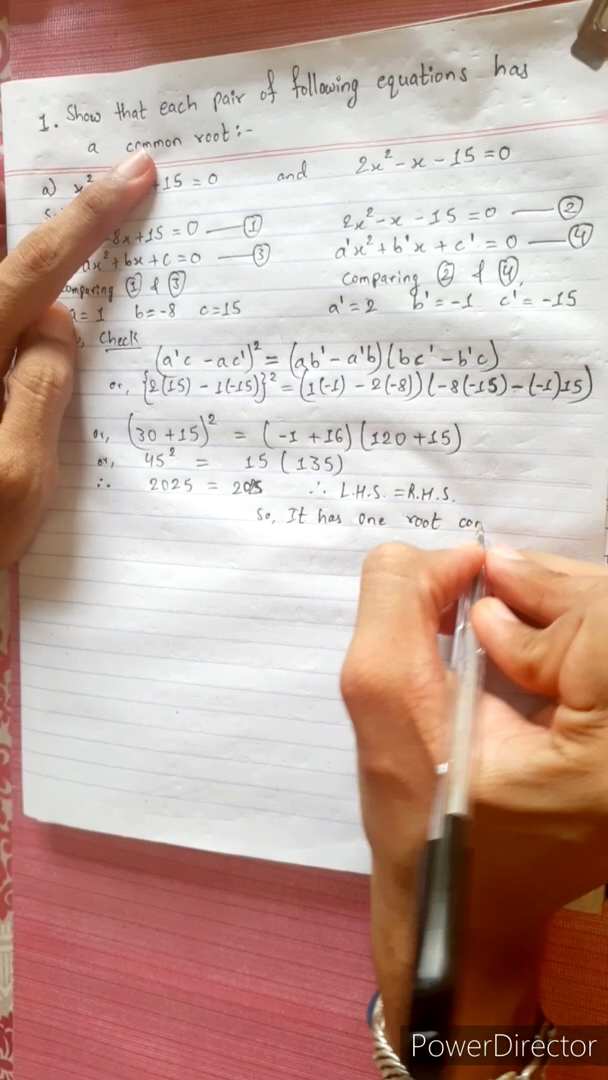 1. Show that each pair of following equations has
a common root:-
a) x² +15 = 0 and 2x² - x - 15 = 0
-8x+15 = 0 — ① 2x² - x - 15 = 0 — ②
ax² + bx + c = 0 — ③ a'x² + b'x + c' = 0 — ④
comparing ① & ③ comparing ② & ④
a = 1 b = -8 c = 15 a' = 2 b' = -1 c' = -15
Check
(a'c - ac')² = (ab' - a'b) (bc' - b'c)
or, {2(15) - 1(-15)}² = (1(-1) - 2(-8)) (-8(-15) - (-1)15)
or, (30 + 15)² = (-1 + 16) (120 + 15)
or, 45² = 15 (135)
∴ 2025 = 2025 ∴ L.H.S. = R.H.S.
So, It has one root com
PowerDirector